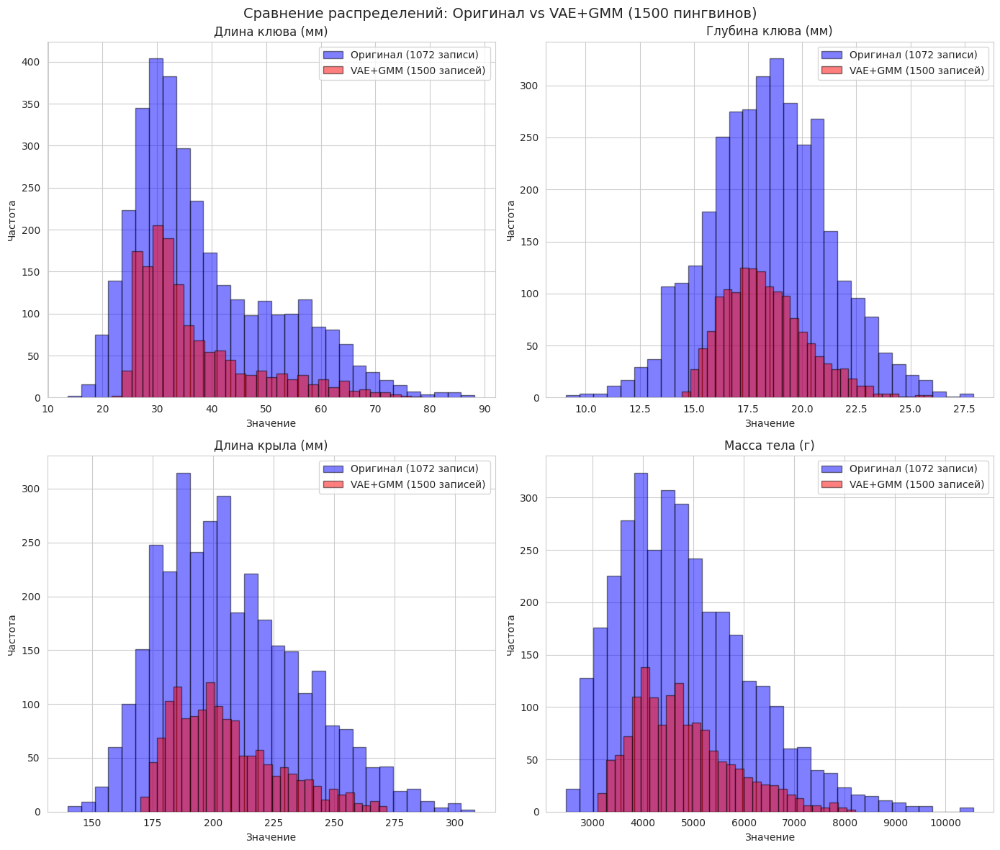 Сравнение распределений: Оригинал vs VAE+GMM (1500 пингвинов)
Длина клюва (мм)
Оригинал (1072 записи)
VAE+GMM (1500 записей)
Частота
400
350
300
250
200
150
100
50
0
10 20 30 40 50 60 70 80 90
Значение
Глубина клюва (мм)
Оригинал (1072 записи)
VAE+GMM (1500 записей)
Частота
300
250
200
150
100
50
0
10.0 12.5 15.0 17.5 20.0 22.5 25.0 27.5
Значение
Длина крыла (мм)
Оригинал (1072 записи)
VAE+GMM (1500 записей)
Частота
300
250
200
150
100
50
0
150 175 200 225 250 275 300
Значение
Масса тела (г)
Оригинал (1072 записи)
VAE+GMM (1500 записей)
Частота
300
250
200
150
100
50
0
3000 4000 5000 6000 7000 8000 9000 10000
Значение